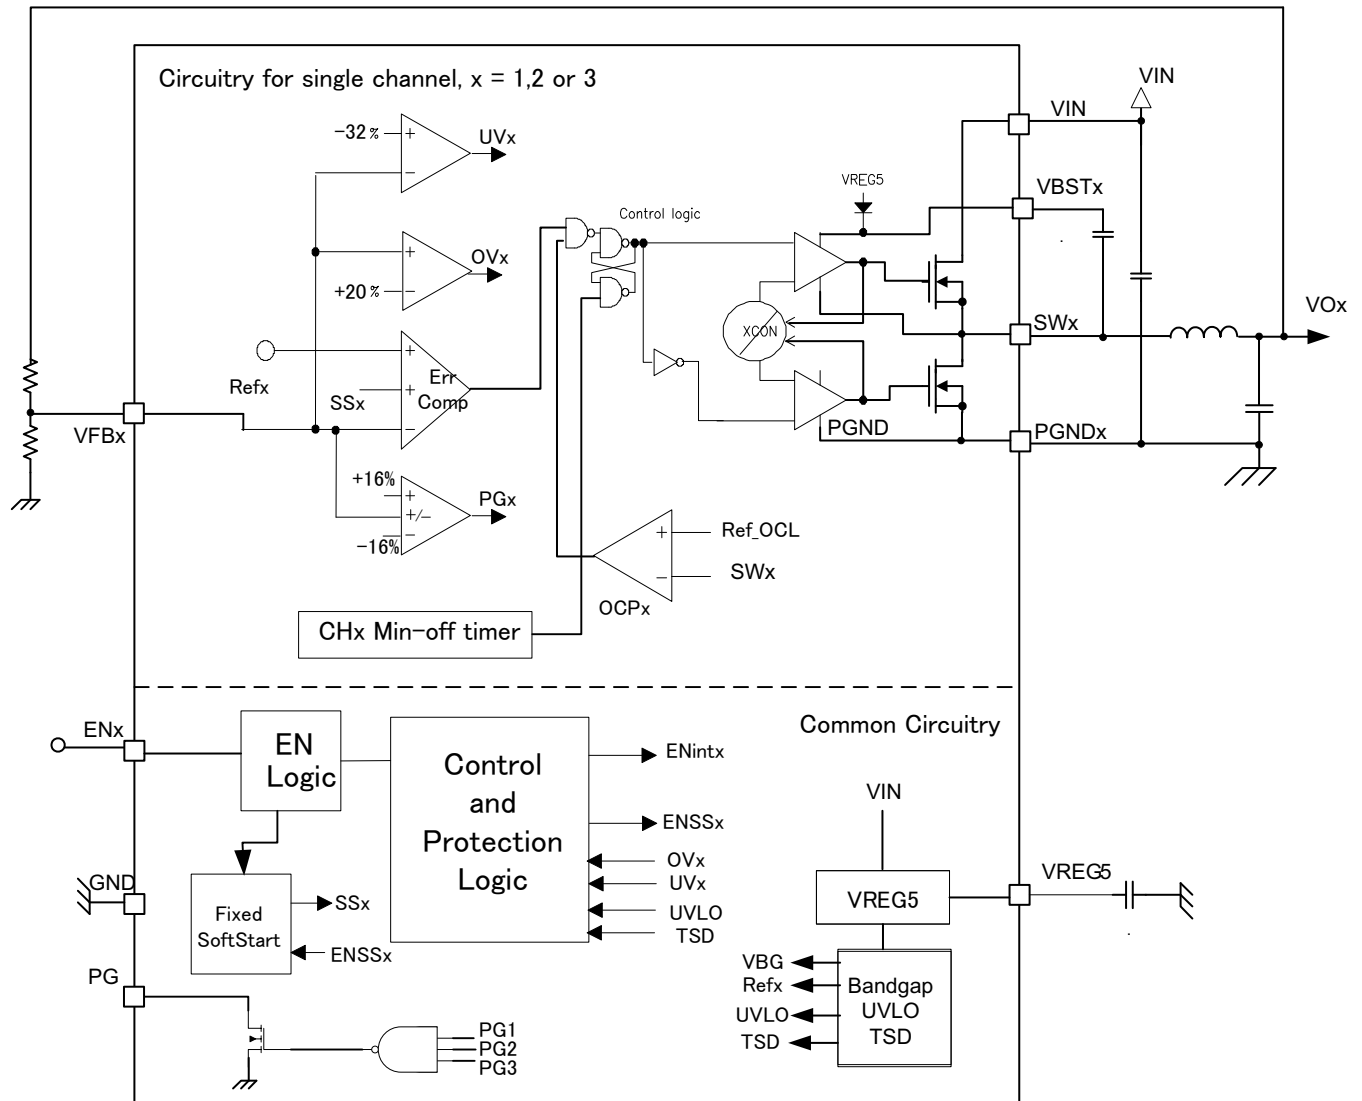 Circuitry for single channel, x = 1,2 or 3
VIN
VIN
-32%
+
-
UVx
VBSTx
VREG5
Control logic
+
OVx
+20%
-
XCON
SWx
VOx
Refx
+
SSx
+
Err
Comp
-
VFBx
PGND
PGNDx
+16%
+
+/-
PGx
-16%
-
+
Ref_OCL
-
SWx
OCPx
CHx Min-off timer
ENx
EN
Logic
Control
and
Protection
Logic
ENintx
ENSSx
OVx
UVx
UVLO
TSD
Common Circuitry
VIN
VREG5
VREG5
GND
Fixed
SoftStart
SSx
ENSSx
VBG
Refx
UVLO
TSD
Bandgap
UVLO
TSD
PG
PG1
PG2
PG3